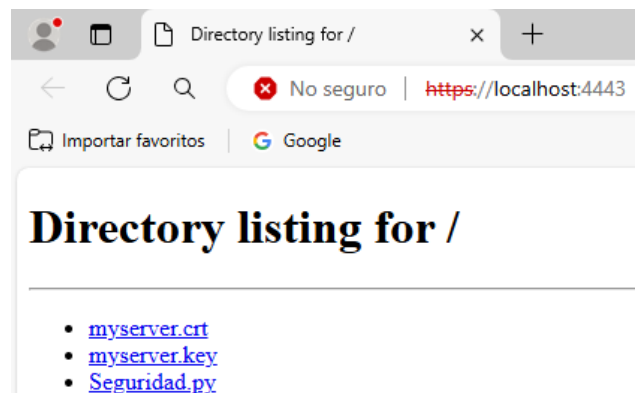 Directory listing for /
No seguro | https://localhost:4443
Importar favoritos | Google
Directory listing for /
myserver.crt
myserver.key
Seguridad.py